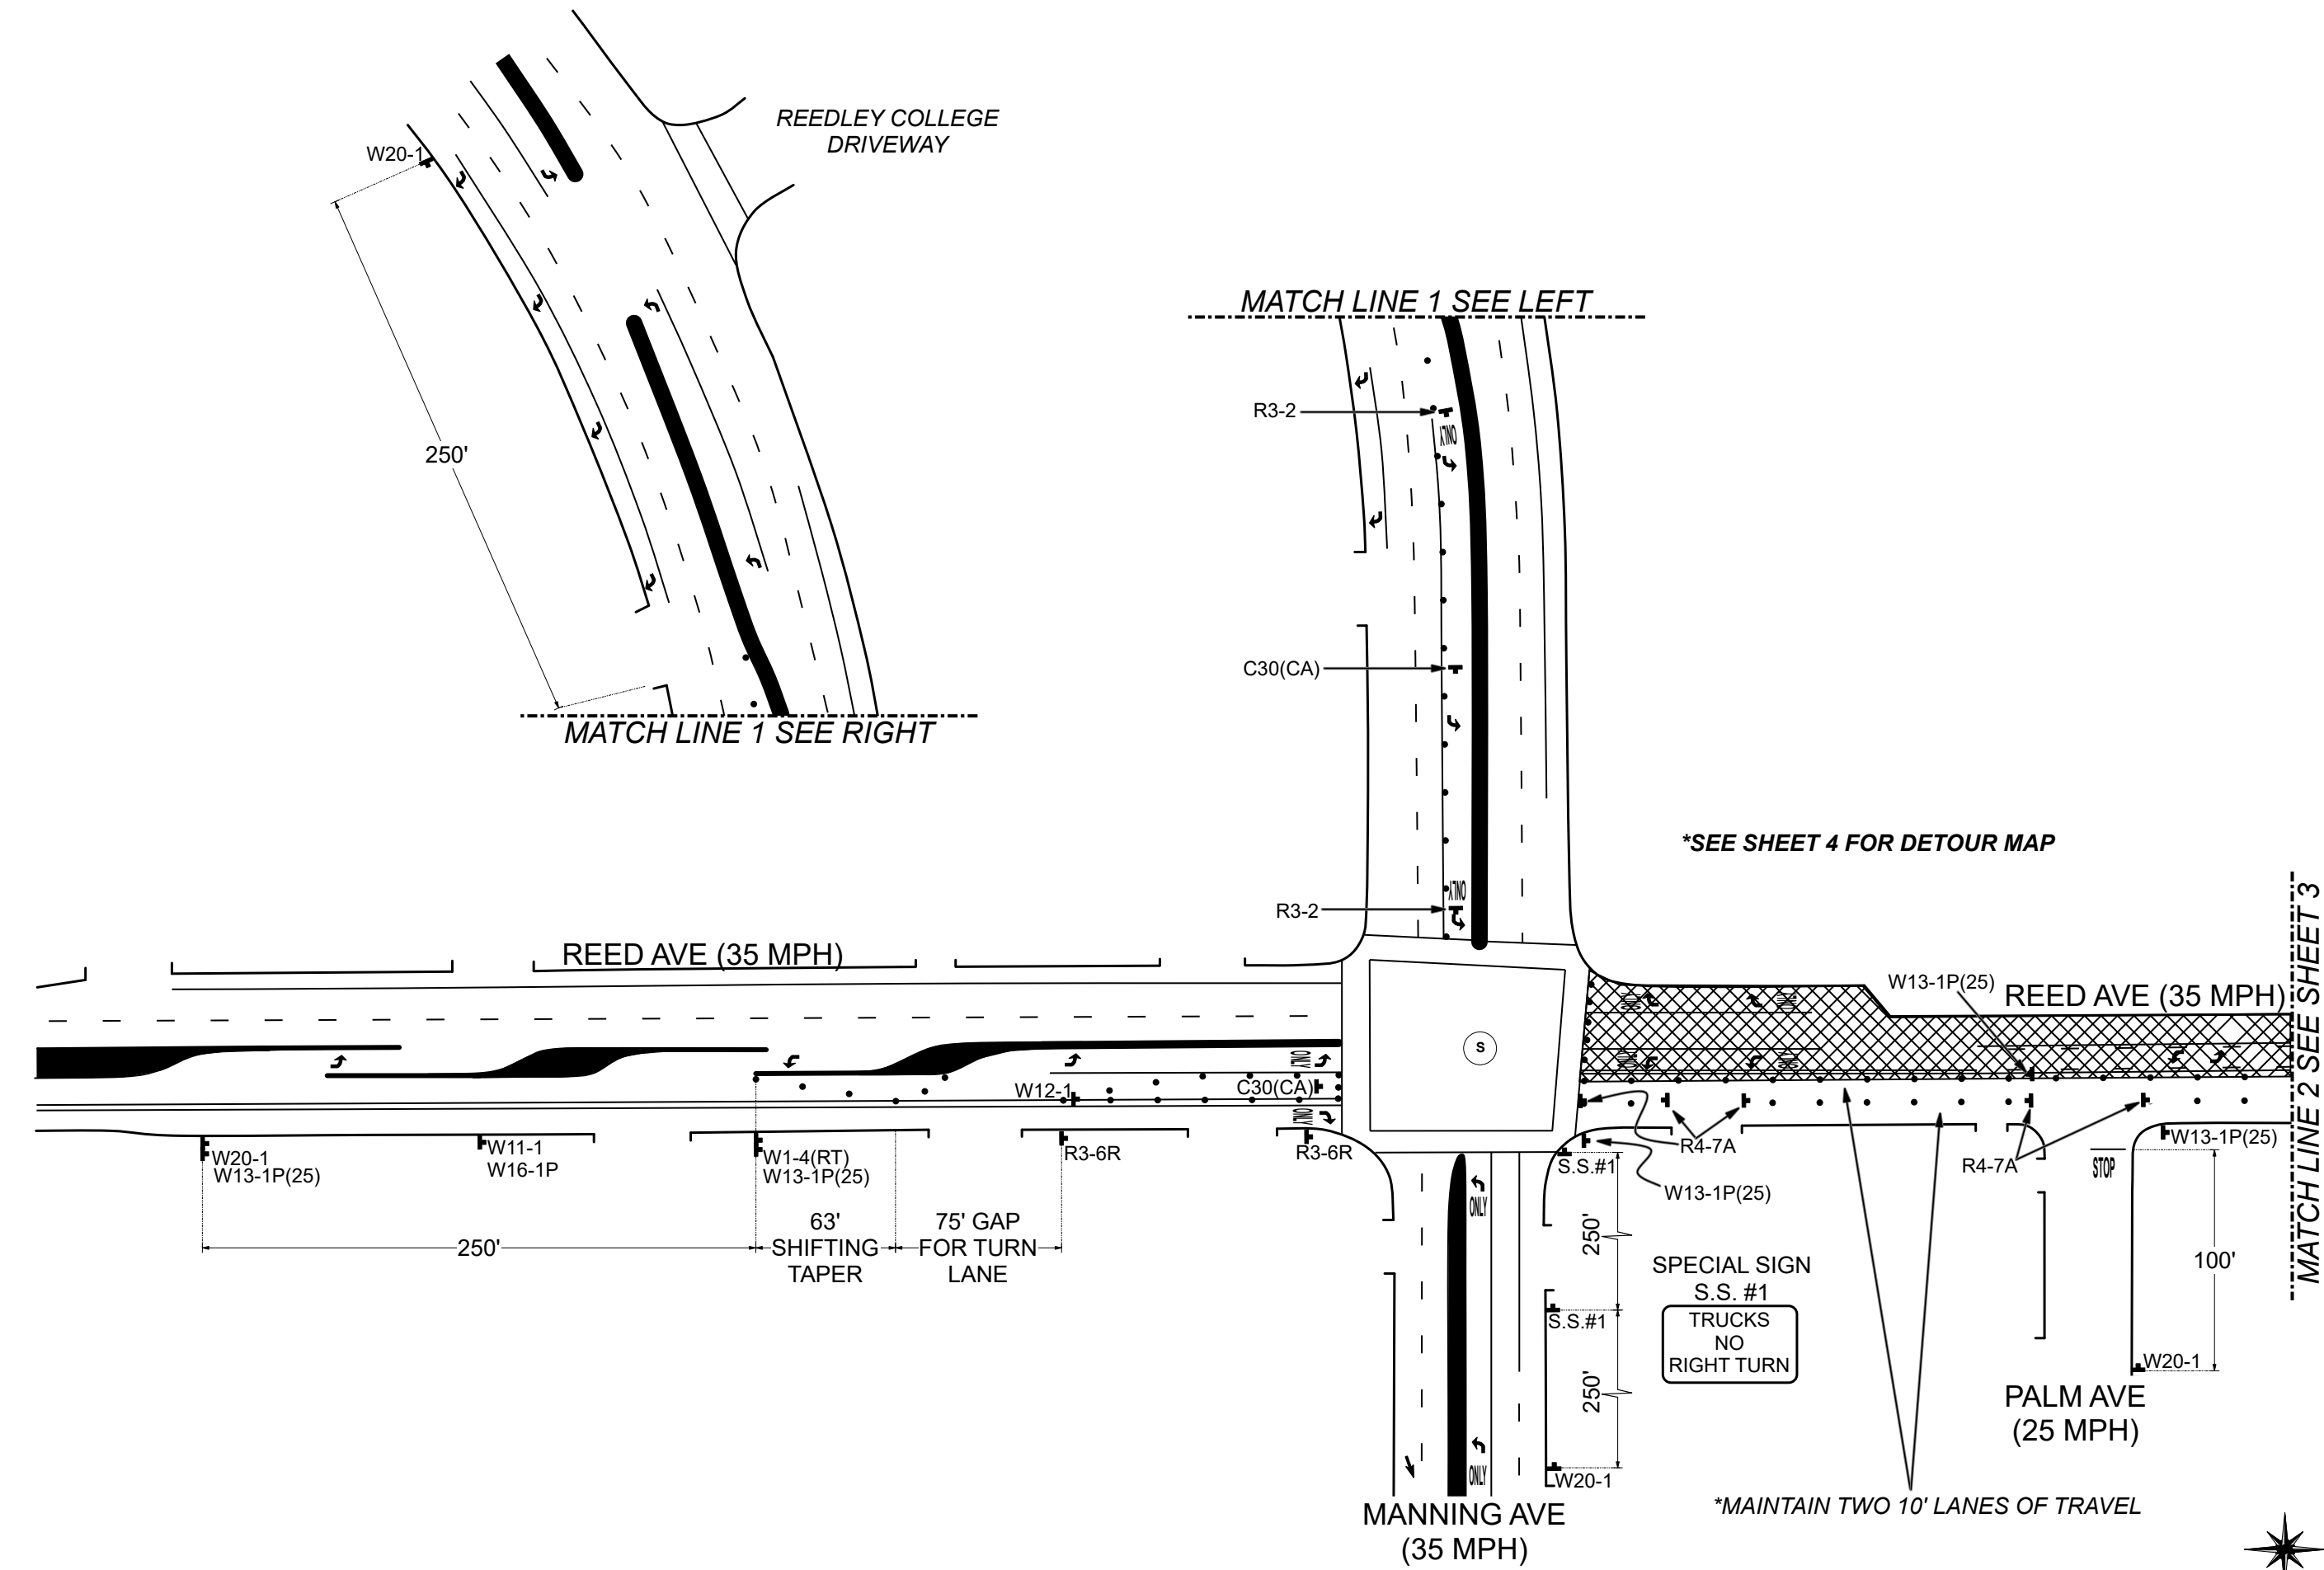 REEDLEY COLLEGE
DRIVEWAY
W20-1
250'
MATCH LINE 1 SEE RIGHT
MATCH LINE 1 SEE LEFT
R3-2
ONLY
C30(CA)
ONLY
R3-2
*SEE SHEET 4 FOR DETOUR MAP
MATCH LINE 2 SEE SHEET 3
REED AVE (35 MPH)
W13-1P(25)
REED AVE (35 MPH)
S
ONLY
W12-1
C30(CA)
ONLY
W20-1
W13-1P(25)
W11-1
W16-1P
W1-4(RT)
W13-1P(25)
R3-6R
R3-6R
S.S.#1
R4-7A
W13-1P(25)
R4-7A
STOP
W13-1P(25)
250'
63'
SHIFTING
TAPER
75' GAP
FOR TURN
LANE
ONLY
250'
SPECIAL SIGN
S.S. #1
TRUCKS
NO
RIGHT TURN
S.S.#1
250'
100'
W20-1
ONLY
W20-1
PALM AVE
(25 MPH)
MANNING AVE
(35 MPH)
*MAINTAIN TWO 10' LANES OF TRAVEL